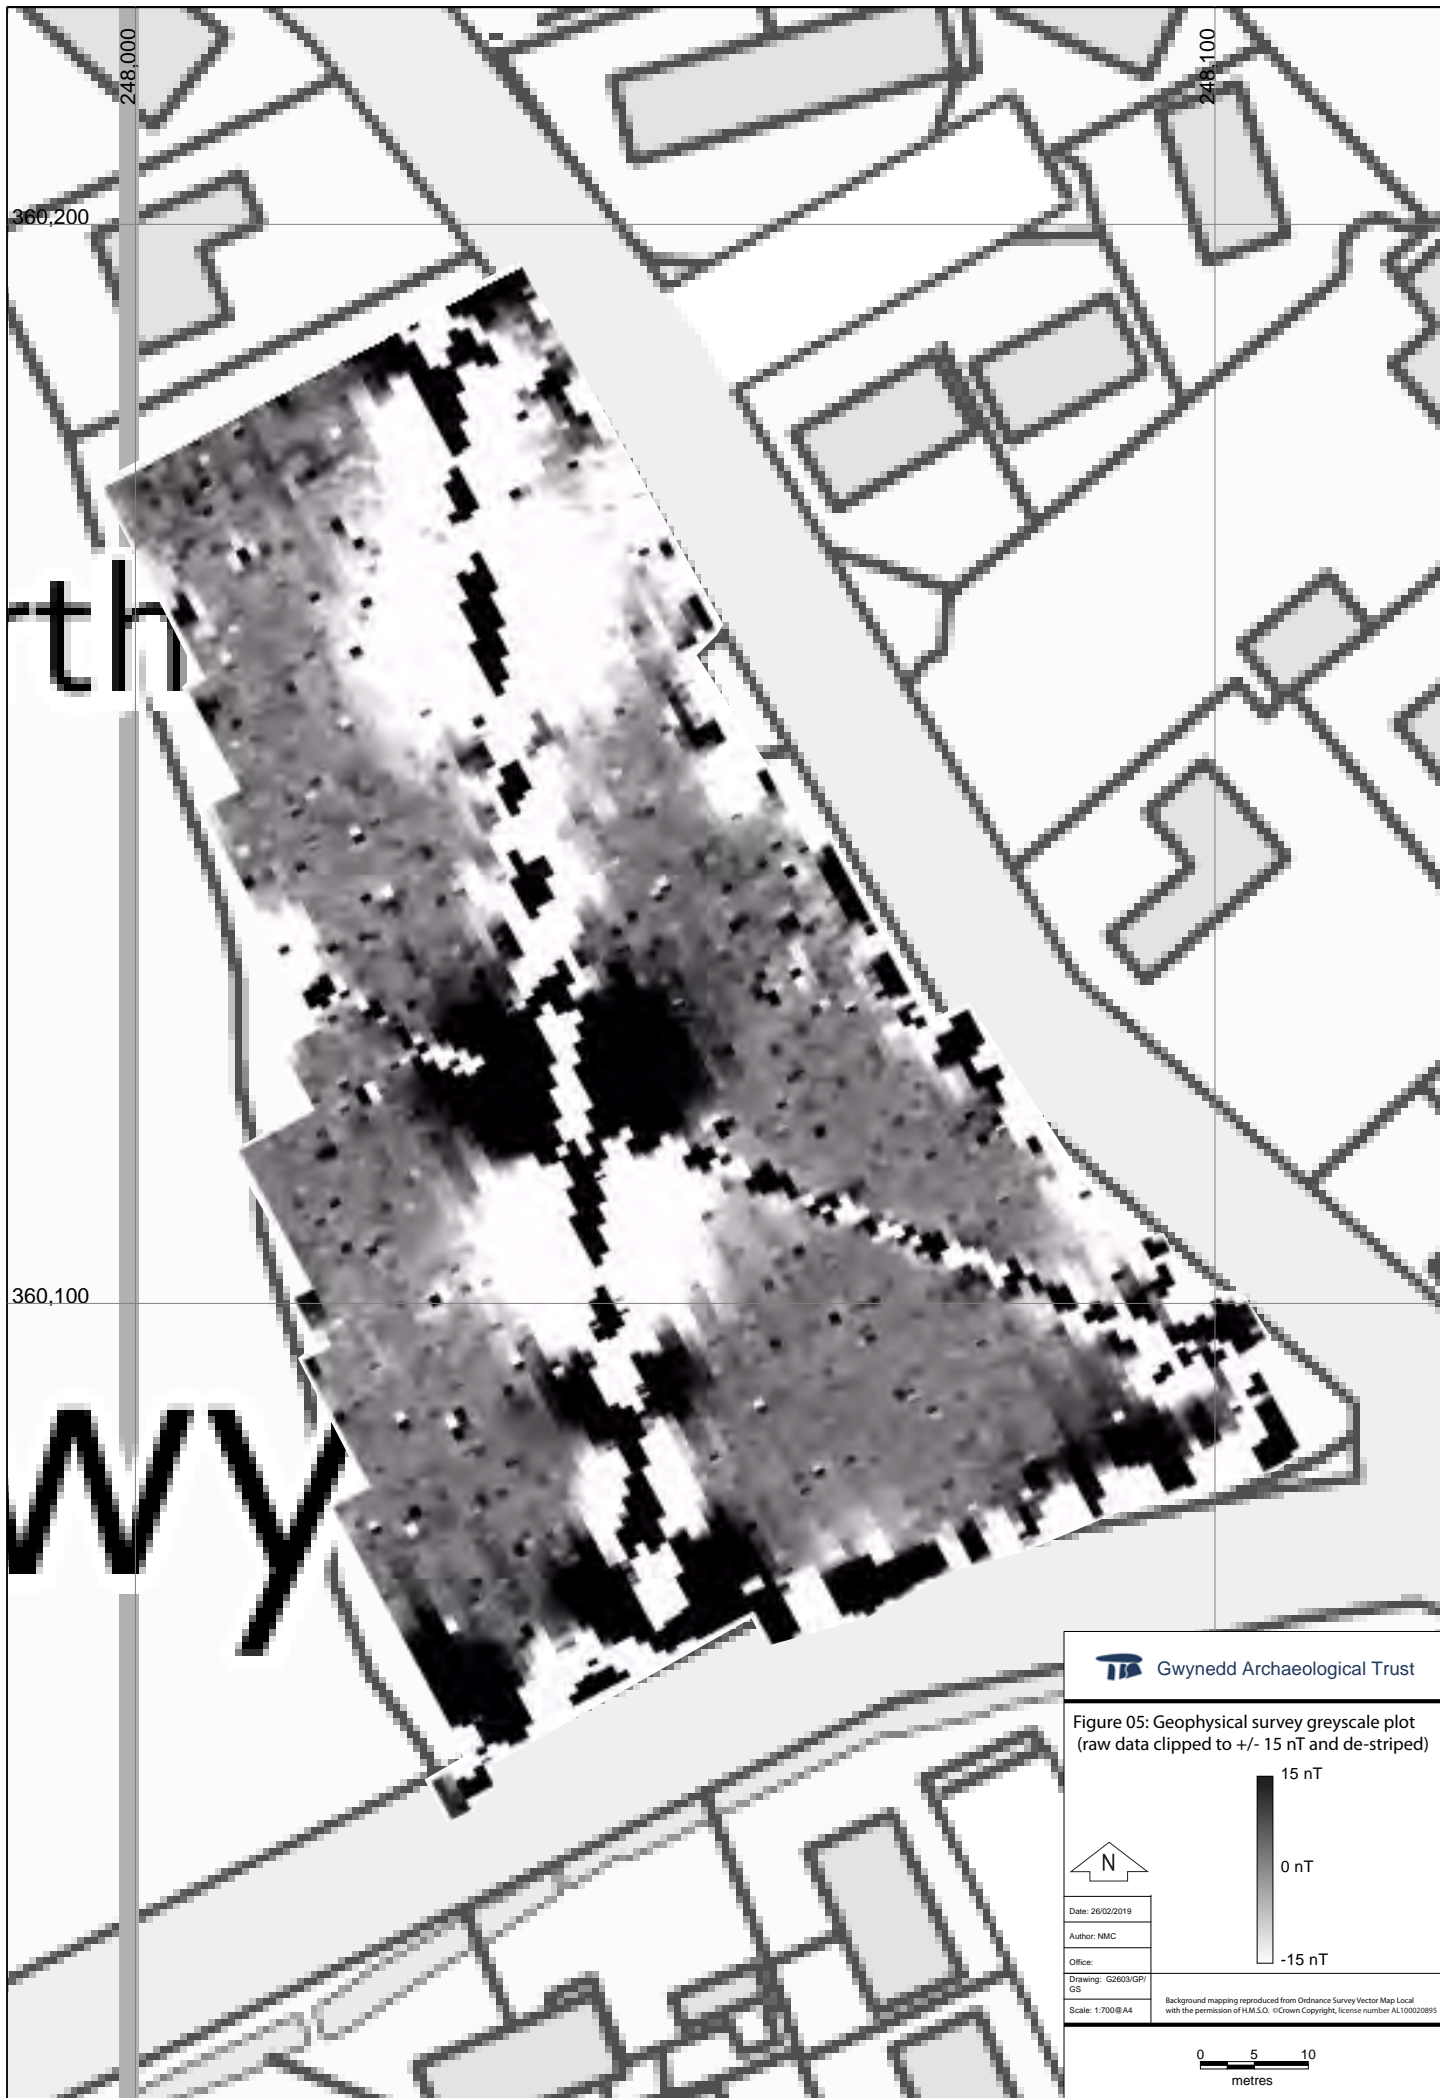 248,000
248,100
360,200
rth
360,100
wy
Gwynedd Archaeological Trust
Figure 05: Geophysical survey greyscale plot
(raw data clipped to +/- 15 nT and de-striped)
15 nT
0 nT
-15 nT
N
Date: 26/02/2019
Author: NMC
Office:
Drawing: G2603/GP/
GS
Scale: 1:700@A4
Background mapping reproduced from Ordnance Survey Vector Map Local
with the permission of H.M.S.O. ©Crown Copyright, license number AL100020895
0 5 10
metres